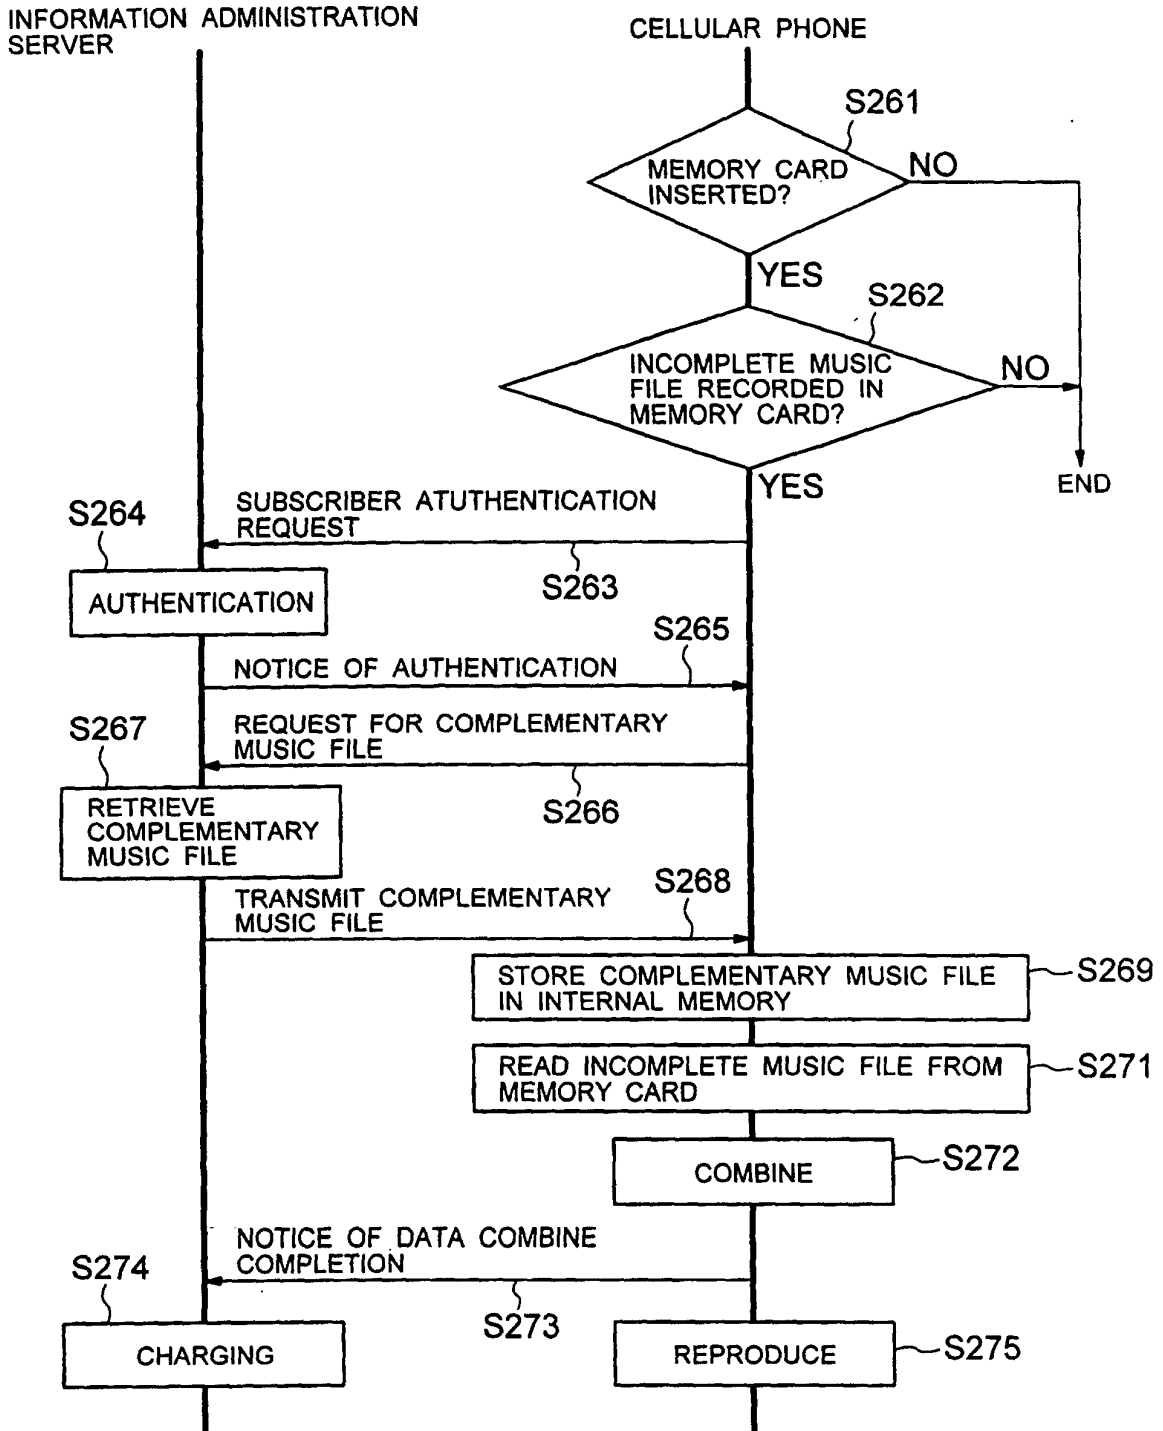 INFORMATION ADMINISTRATION
SERVER
CELLULAR PHONE
S261
MEMORY CARD
INSERTED?
NO
YES
S262
INCOMPLETE MUSIC
FILE RECORDED IN
MEMORY CARD?
NO
YES
END
SUBSCRIBER ATUTHENTICATION
REQUEST
S264
S263
AUTHENTICATION
S265
NOTICE OF AUTHENTICATION
S267
REQUEST FOR COMPLEMENTARY
MUSIC FILE
S266
RETRIEVE
COMPLEMENTARY
MUSIC FILE
S268
TRANSMIT COMPLEMENTARY
MUSIC FILE
STORE COMPLEMENTARY MUSIC FILE
IN INTERNAL MEMORY
S269
READ INCOMPLETE MUSIC FILE FROM
MEMORY CARD
S271
COMBINE
S272
NOTICE OF DATA COMBINE
COMPLETION
S274
S273
CHARGING
REPRODUCE
S275